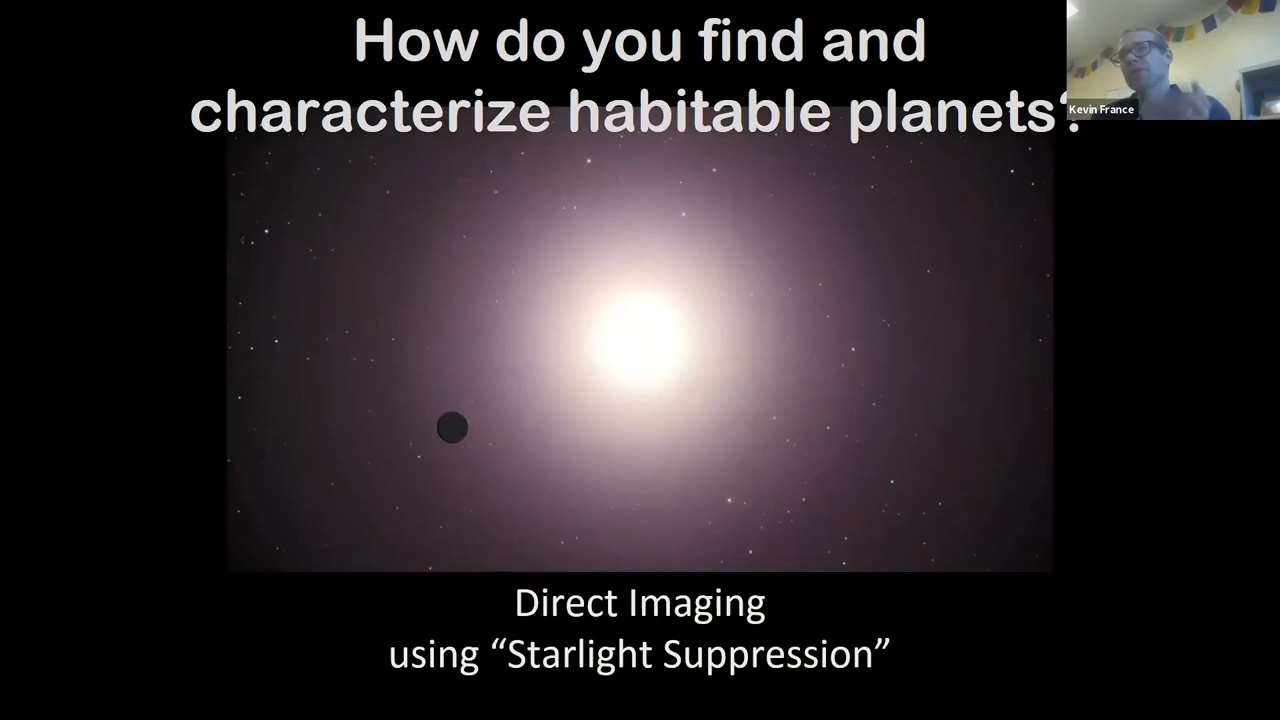 How do you find and
characterize habitable planets?
Kevin France
Direct Imaging
using “Starlight Suppression”